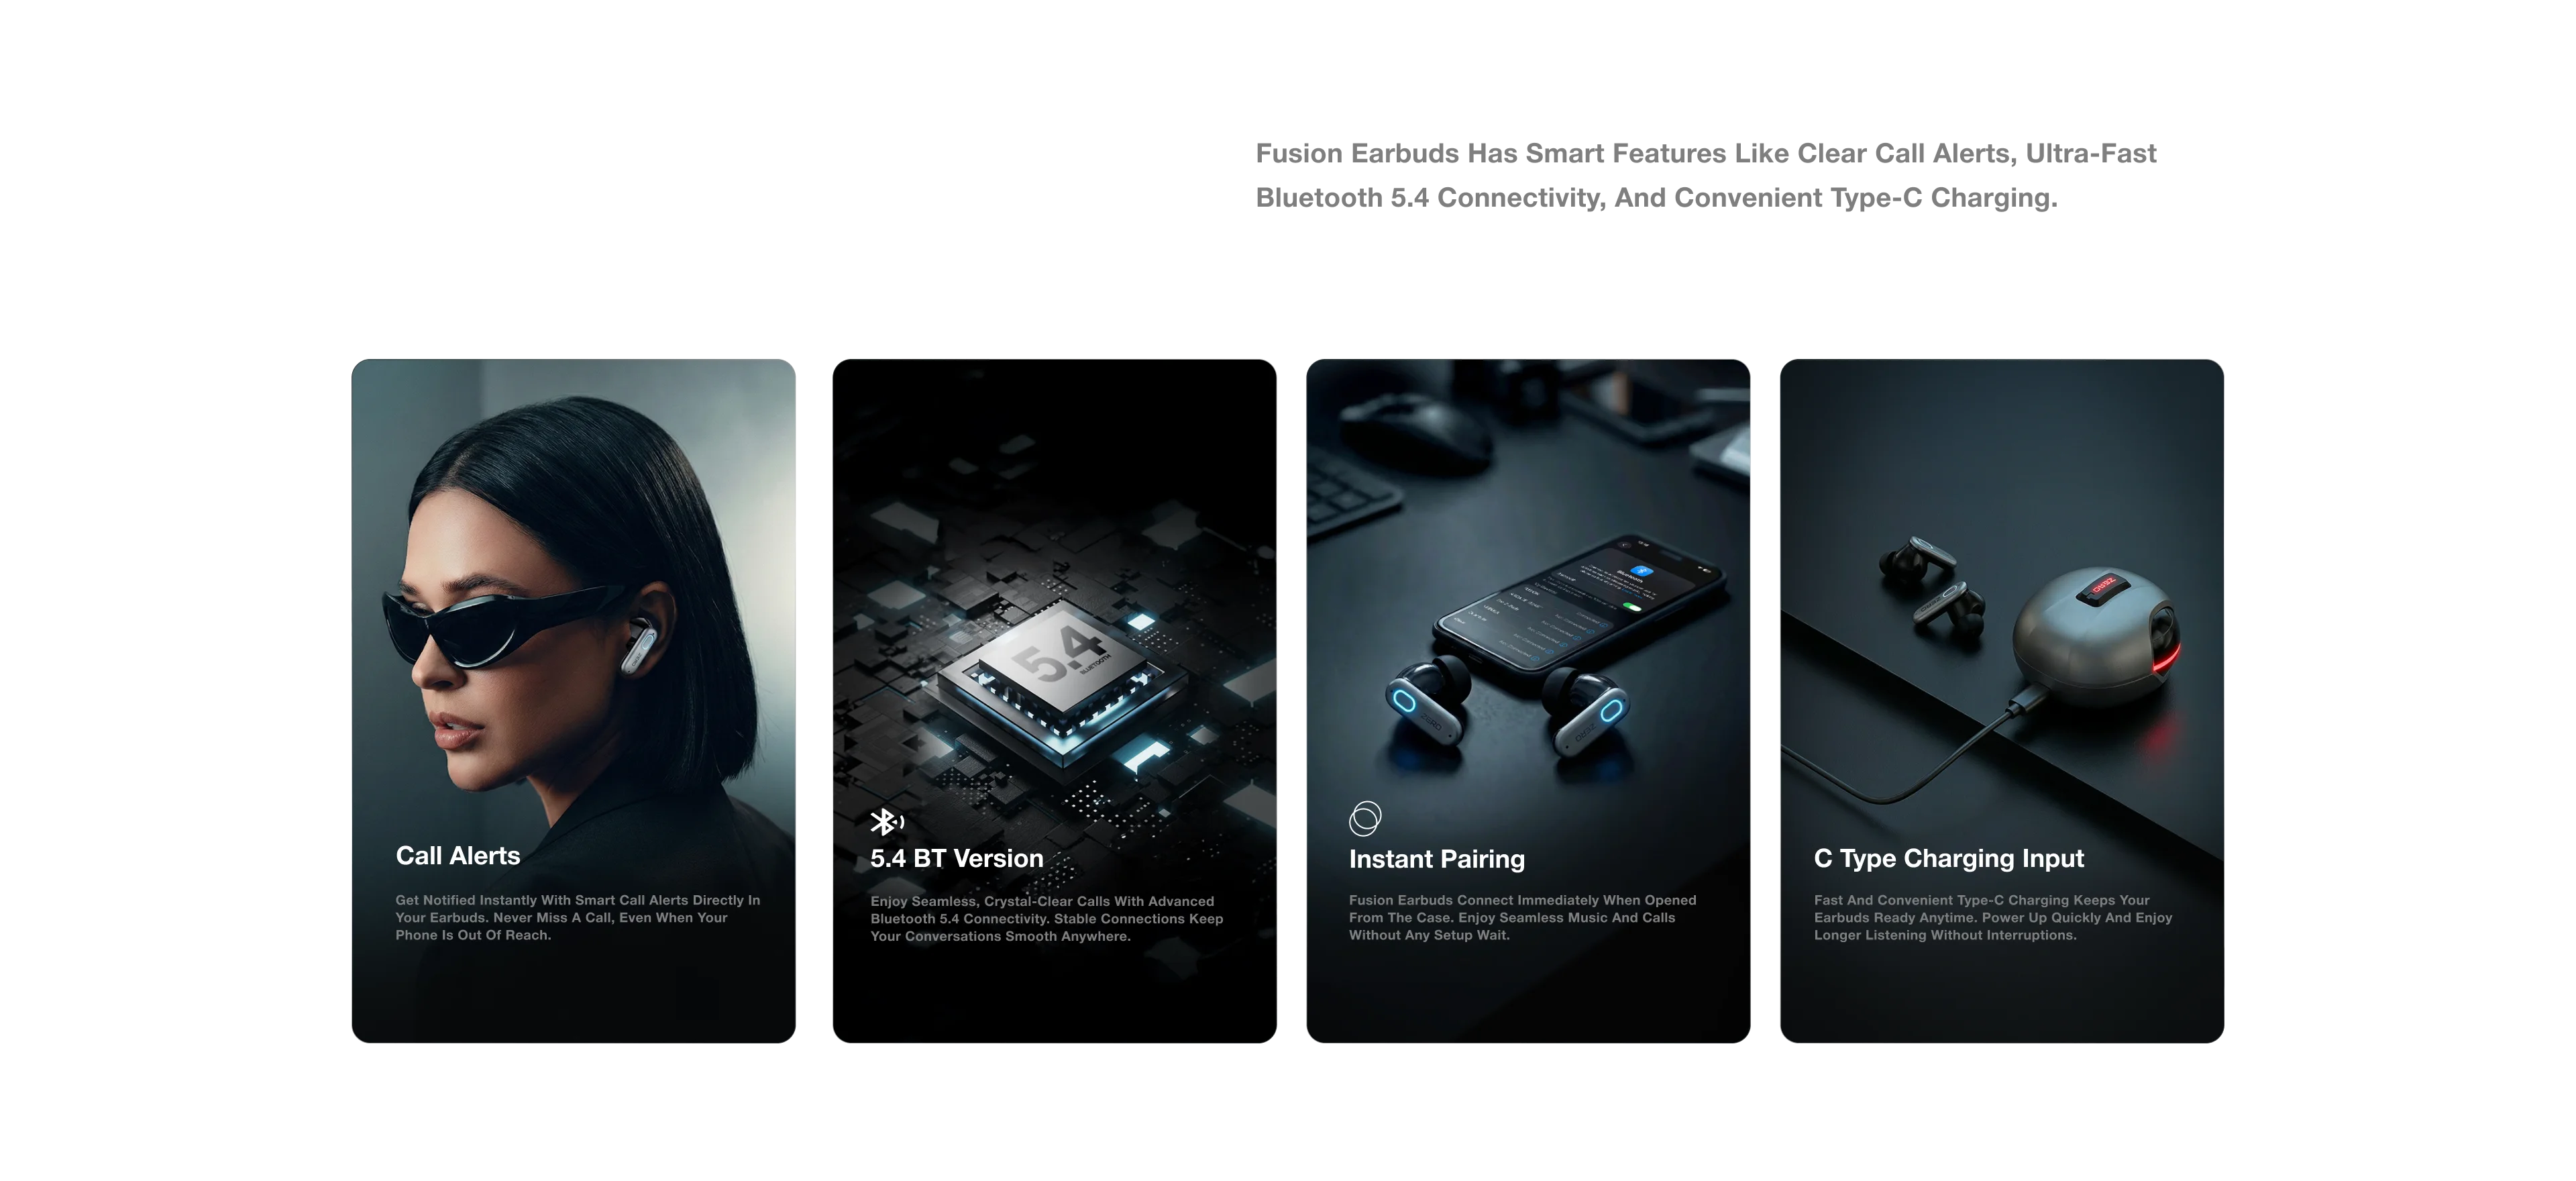 Fusion Earbuds Has Smart Features Like Clear Call Alerts, Ultra-Fast
Bluetooth 5.4 Connectivity, And Convenient Type-C Charging.
Call Alerts
Get Notified Instantly With Smart Call Alerts Directly In
Your Earbuds. Never Miss A Call, Even When Your
Phone Is Out Of Reach.
5.4
BLUETOOTH
5.4 BT Version
Enjoy Seamless, Crystal-Clear Calls With Advanced
Bluetooth 5.4 Connectivity. Stable Connections Keep
Your Conversations Smooth Anywhere.
Bluetooth
ZERO
ZERO
Instant Pairing
Fusion Earbuds Connect Immediately When Opened
From The Case. Enjoy Seamless Music And Calls
Without Any Setup Wait.
ZERO
C Type Charging Input
Fast And Convenient Type-C Charging Keeps Your
Earbuds Ready Anytime. Power Up Quickly And Enjoy
Longer Listening Without Interruptions.